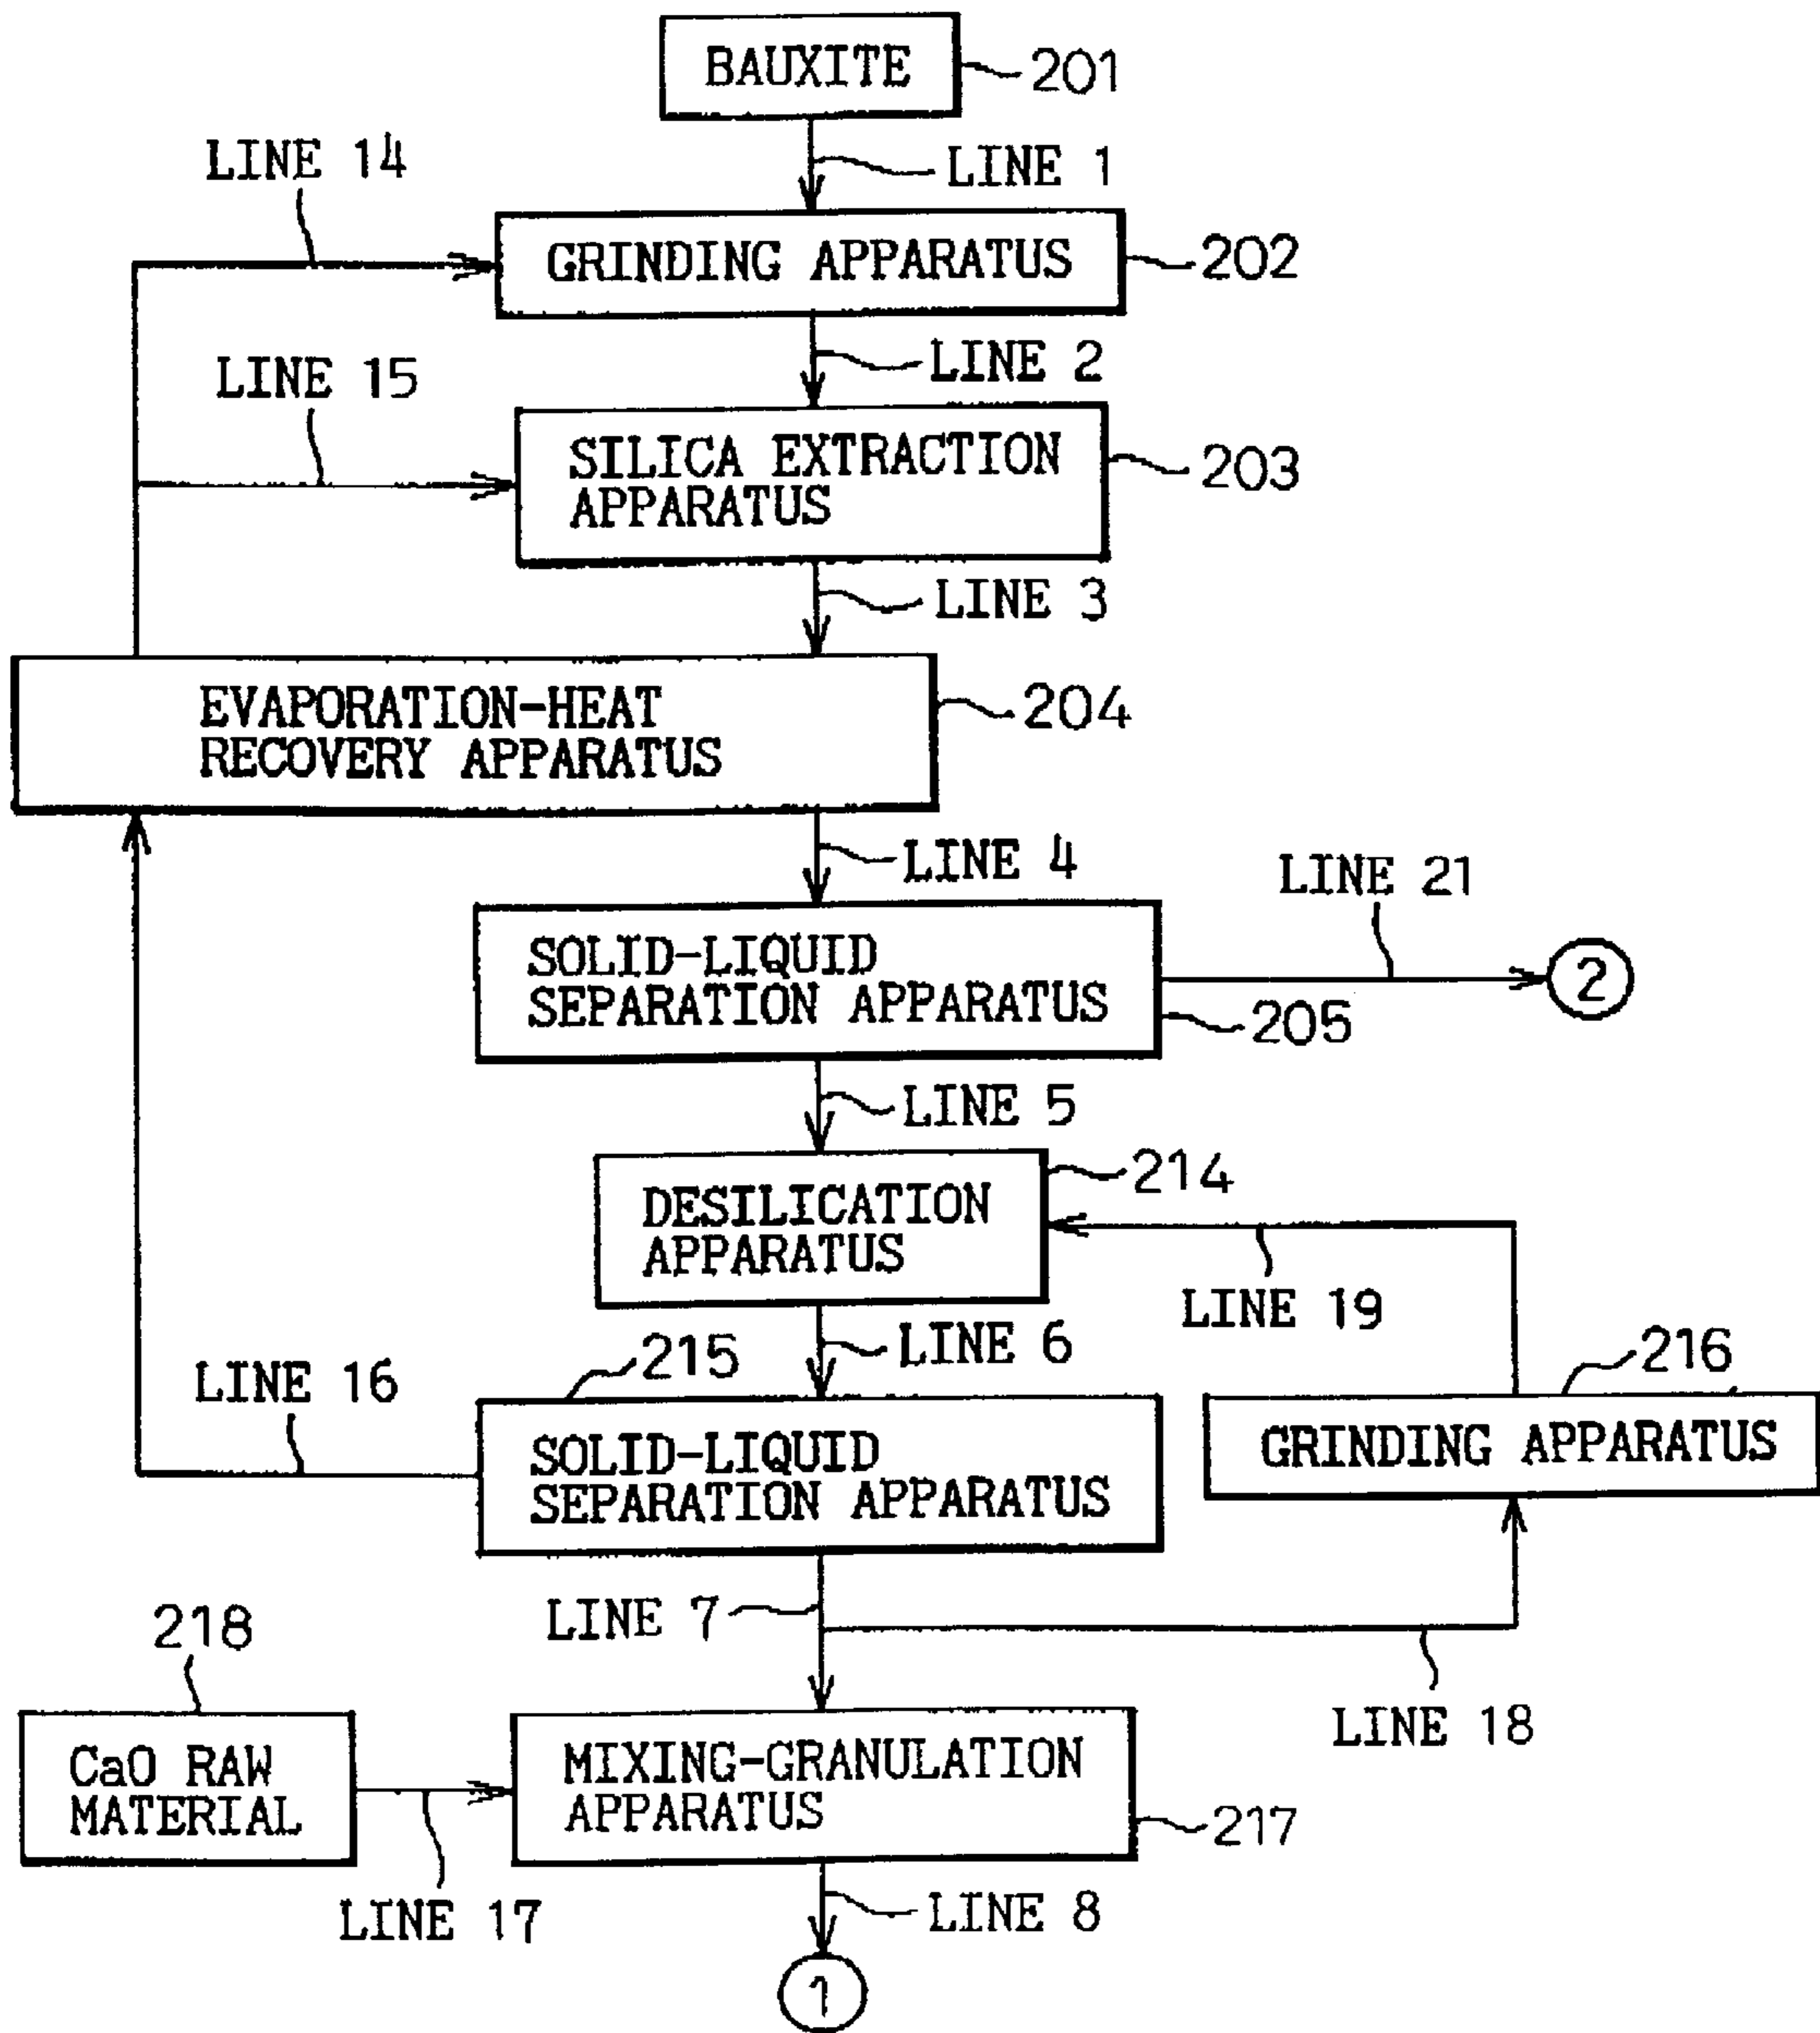 BAUXITE
201
LINE 1
LINE 14
GRINDING APPARATUS
202
LINE 2
LINE 15
SILICA EXTRACTION
APPARATUS
203
LINE 3
EVAPORATION-HEAT
RECOVERY APPARATUS
204
LINE 4
LINE 21
SOLID-LIQUID
SEPARATION APPARATUS
205
2
LINE 5
214
DESILICATION
APPARATUS
LINE 19
LINE 6
215
216
LINE 16
SOLID-LIQUID
SEPARATION APPARATUS
GRINDING APPARATUS
LINE 7
218
LINE 18
CaO RAW
MATERIAL
MIXING-GRANULATION
APPARATUS
217
LINE 17
LINE 8
1